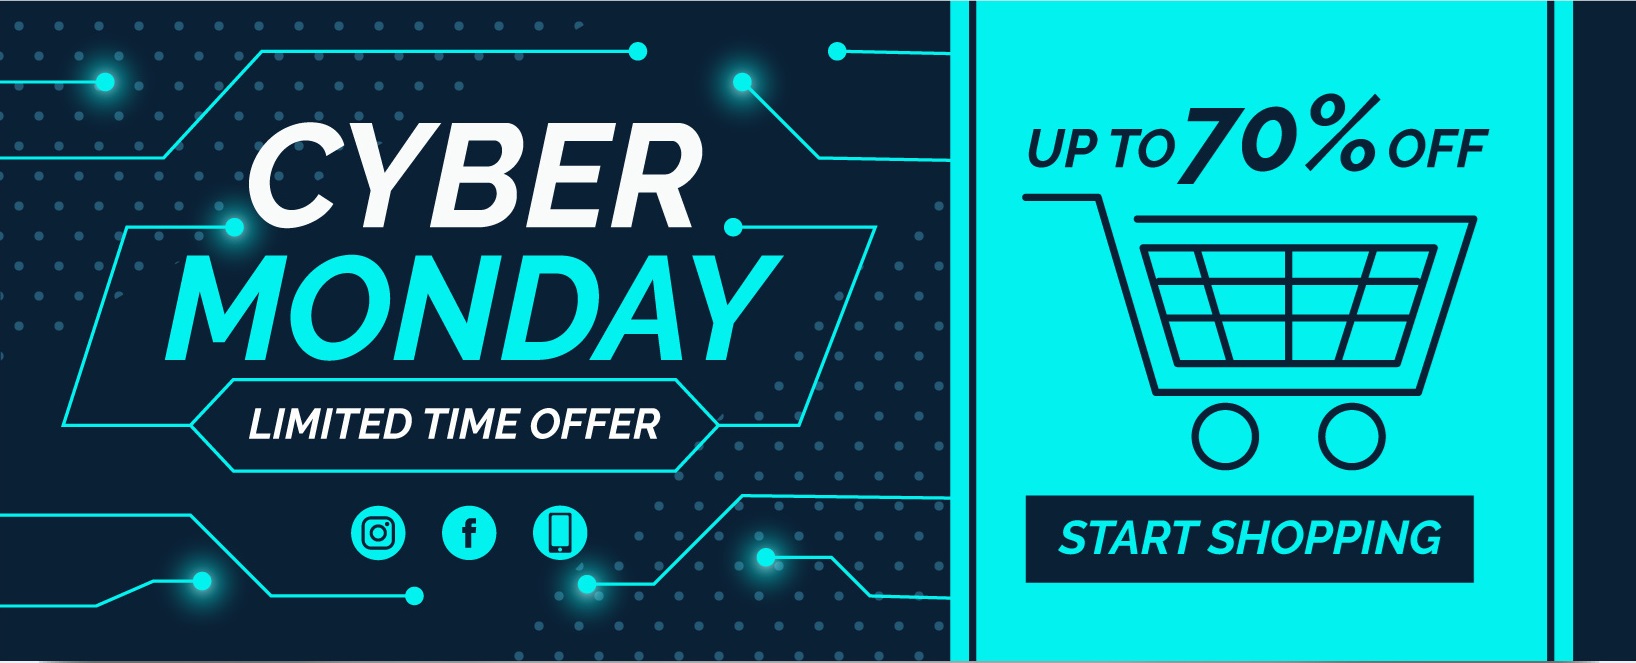 CYBER
MONDAY
LIMITED TIME OFFER
UP TO 70% OFF
START SHOPPING